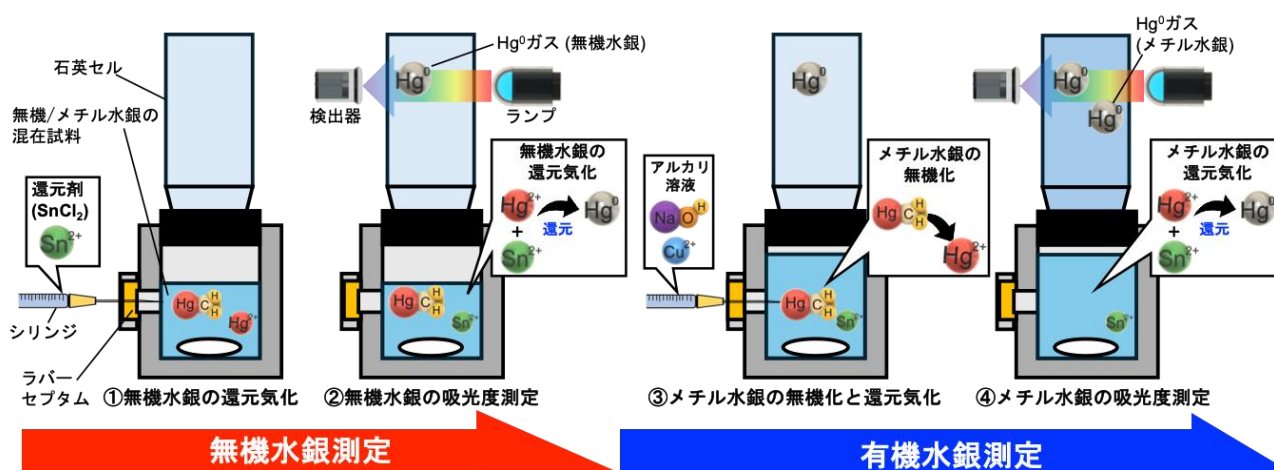 石英セル
無機/メチル水銀の
混在試料
還元剤
(SnCl₂)
Sn²⁺
シリンジ
ラバー
セプタム
Hg
C
H
H
Hg²⁺
①無機水銀の還元気化
Hg⁰ガス (無機水銀)
Hg⁰
検出器
ランプ
無機水銀の
還元気化
Hg²⁺
Hg⁰
還元
+
Sn²⁺
Hg
C
H
H
Sn²⁺
②無機水銀の吸光度測定
Hg⁰
アルカリ
溶液
Na
O
H
Cu²⁺
メチル水銀の
無機化
Hg
C
H
H
Hg²⁺
Hg
C
H
H
Sn²⁺
③メチル水銀の無機化と還元気化
Hg⁰ガス
(メチル水銀)
Hg⁰
Hg⁰
メチル水銀の
還元気化
Hg²⁺
Hg⁰
還元
+
Sn²⁺
Sn²⁺
④メチル水銀の吸光度測定
無機水銀測定
有機水銀測定